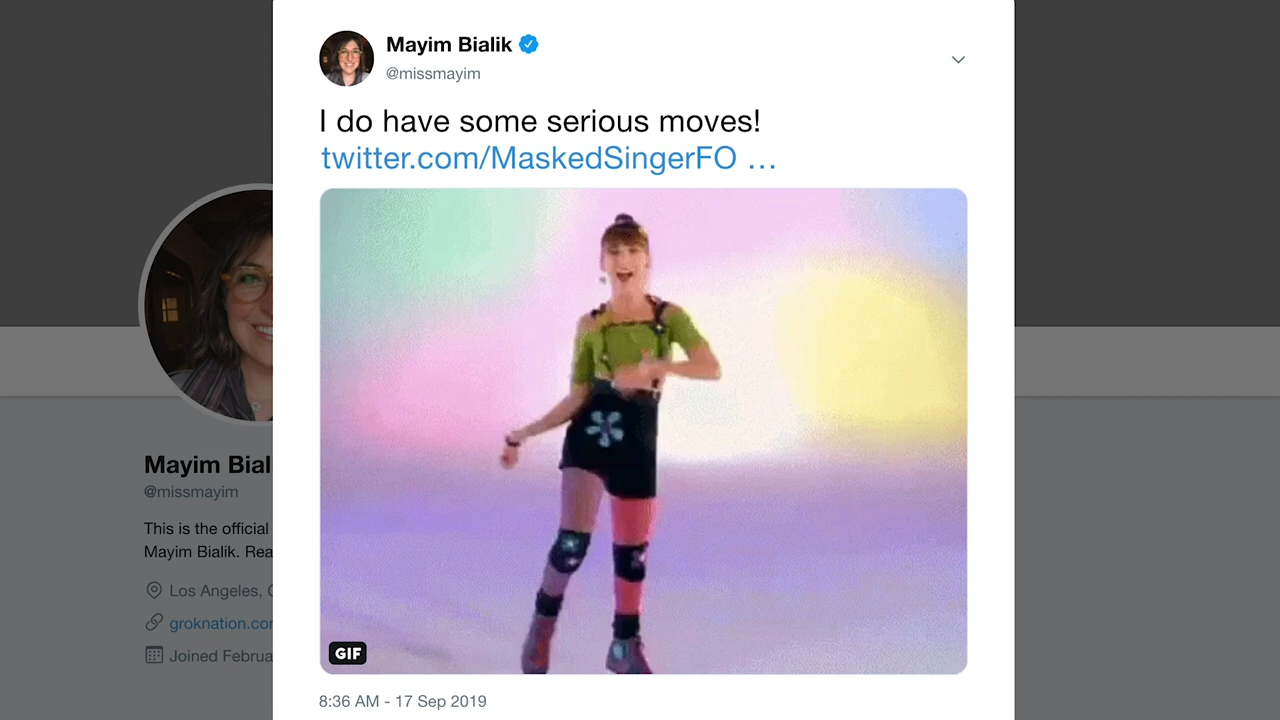 Mayim Bialik
@missmayim
I do have some serious moves!
twitter.com/MaskedSingerFO ...
GIF
8:36 AM - 17 Sep 2019
Mayim Bial
@missmayim
This is the official
Mayim Bialik. Rea
Los Angeles, C
groknation.com
Joined Februa